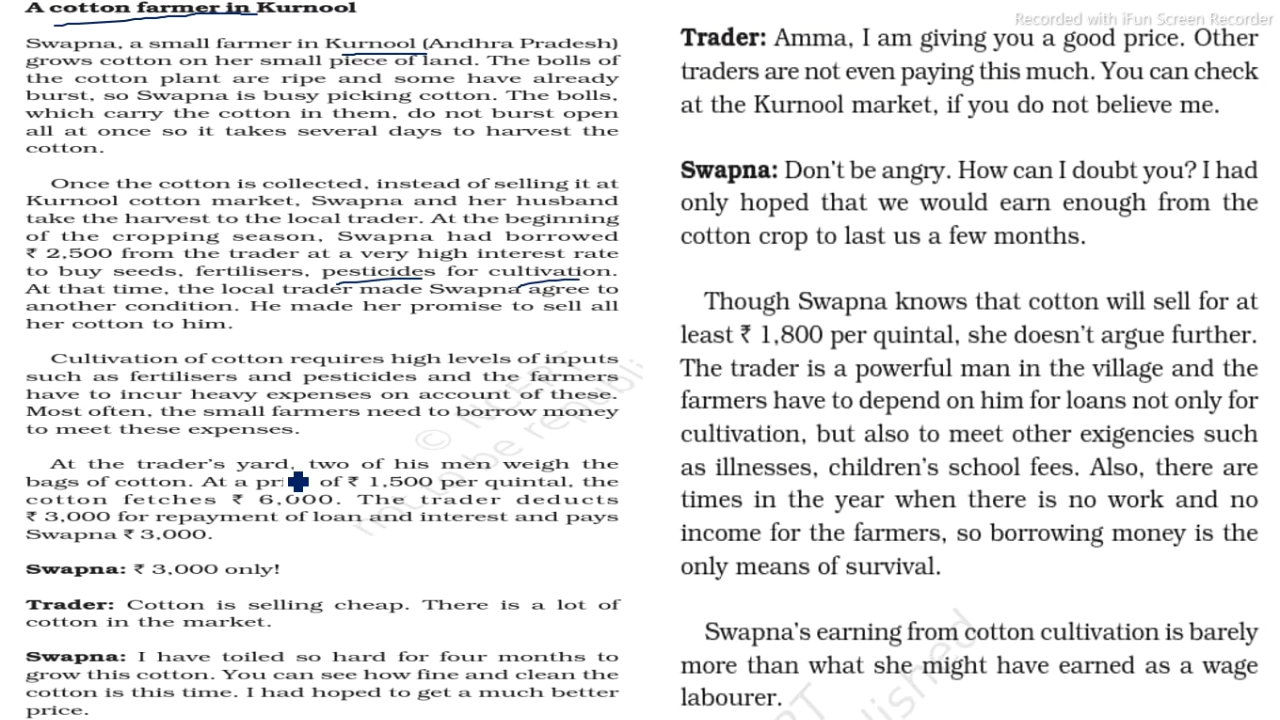 A cotton farmer in Kurnool
Swapna, a small farmer in Kurnool (Andhra Pradesh)
grows cotton on her small piece of land. The bolls of
the cotton plant are ripe and some have already
burst, so Swapna is busy picking cotton. The bolls,
which carry the cotton in them, do not burst open
all at once so it takes several days to harvest the
cotton.
Once the cotton is collected, instead of selling it at
Kurnool cotton market, Swapna and her husband
take the harvest to the local trader. At the beginning
of the cropping season, Swapna had borrowed
₹ 2,500 from the trader at a very high interest rate
to buy seeds, fertilisers, pesticides for cultivation.
At that time, the local trader made Swapna agree to
another condition. He made her promise to sell all
her cotton to him.
Cultivation of cotton requires high levels of inputs
such as fertilisers and pesticides and the farmers
have to incur heavy expenses on account of these.
Most often, the small farmers need to borrow money
to meet these expenses.
At the trader's yard, two of his men weigh the
bags of cotton. At a of ₹ 1,500 per quintal, the
cotton fetches ₹ 6,000. The trader deducts
₹ 3,000 for repayment of loan and interest and pays
Swapna ₹ 3,000.
Swapna: ₹ 3,000 only!
Trader: Cotton is selling cheap. There is a lot of
cotton in the market.
Swapna: I have toiled so hard for four months to
grow this cotton. You can see how fine and clean the
cotton is this time. I had hoped to get a much better
price.
Recorded with iFun Screen Recorder
Trader: Amma, I am giving you a good price. Other
traders are not even paying this much. You can check
at the Kurnool market, if you do not believe me.
Swapna: Don't be angry. How can I doubt you? I had
only hoped that we would earn enough from the
cotton crop to last us a few months.
Though Swapna knows that cotton will sell for at
least ₹ 1,800 per quintal, she doesn't argue further.
The trader is a powerful man in the village and the
farmers have to depend on him for loans not only for
cultivation, but also to meet other exigencies such
as illnesses, children's school fees. Also, there are
times in the year when there is no work and no
income for the farmers, so borrowing money is the
only means of survival.
Swapna's earning from cotton cultivation is barely
more than what she might have earned as a wage
labourer.